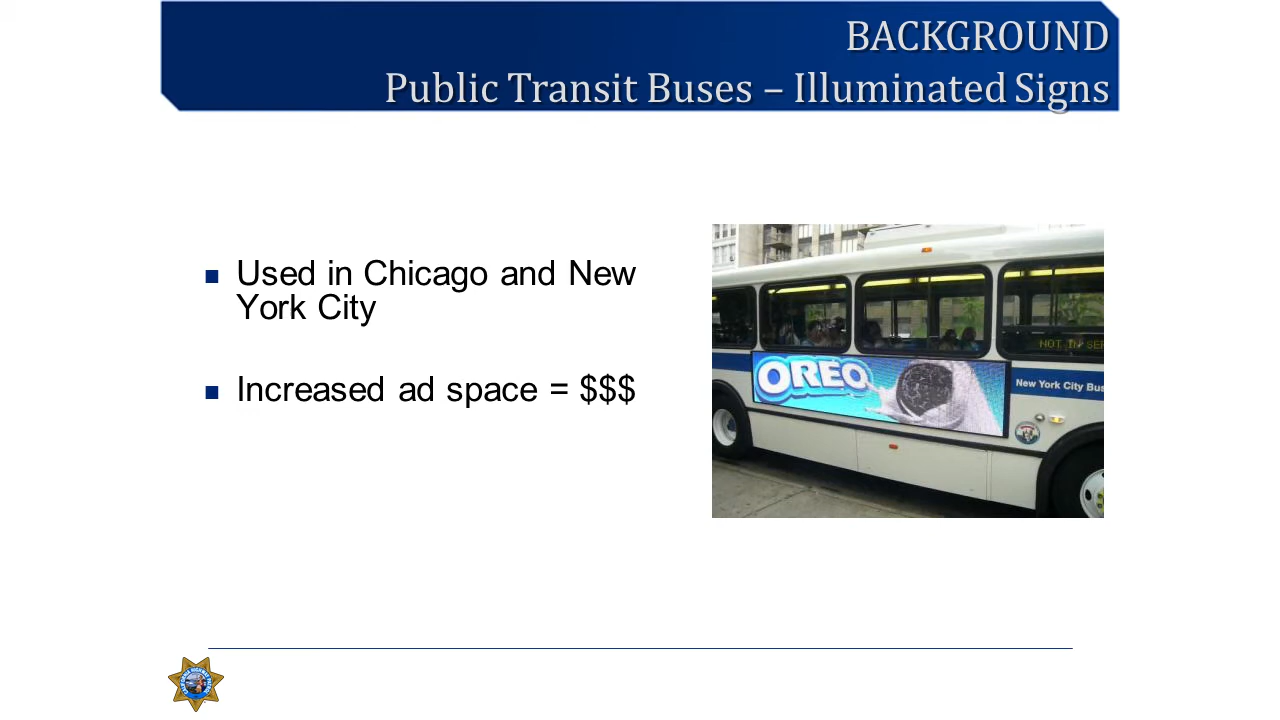 BACKGROUND
Public Transit Buses – Illuminated Signs
Used in Chicago and New
York City
Increased ad space = $$$
OREO
NOT IN SER
New York City Bus